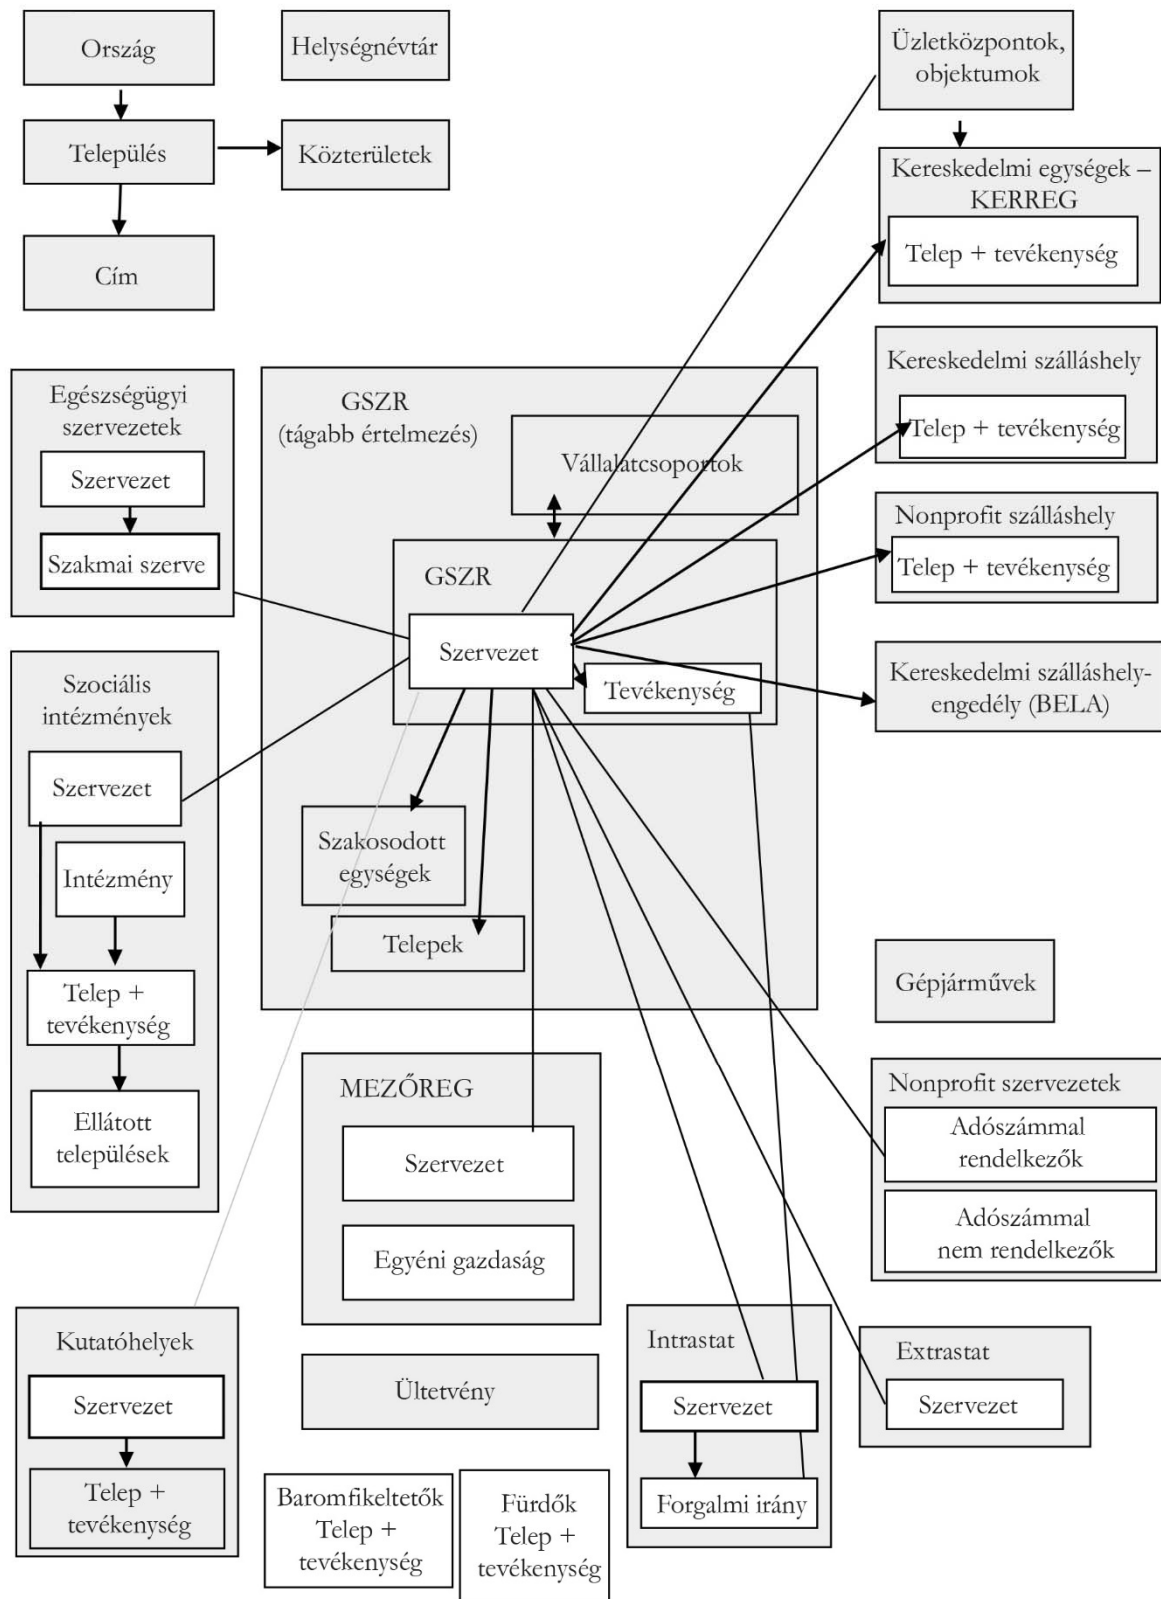 Ország
Helységnévtár
Település
Közterületek
Cím
Üzletközpontok,
objektumok
Kereskedelmi egységek –
KERREG
Telep + tevékenység
Kereskedelmi szálláshely
Telep + tevékenység
Nonprofit szálláshely
Telep + tevékenység
Kereskedelmi szálláshely-
engedély (BELA)
Egészségügyi
szervezetek
Szervezet
Szakmai szerve
GSZR
(tágabb értelmezés)
Vállalatcsoportok
GSZR
Szervezet
Tevékenység
Szakosodott
egységek
Telepek
Szociális
intézmények
Szervezet
Intézmény
Telep +
tevékenység
Ellátott
települések
Gépjárművek
MEZŐREG
Szervezet
Egyéni gazdaság
Nonprofit szervezetek
Adószámmal
rendelkezők
Adószámmal
nem rendelkezők
Kutatóhelyek
Szervezet
Telep +
tevékenység
Ültetvény
Intrastat
Szervezet
Forgalmi irány
Extrastat
Szervezet
Baromfikeltetők
Telep +
tevékenység
Fürdők
Telep +
tevékenység